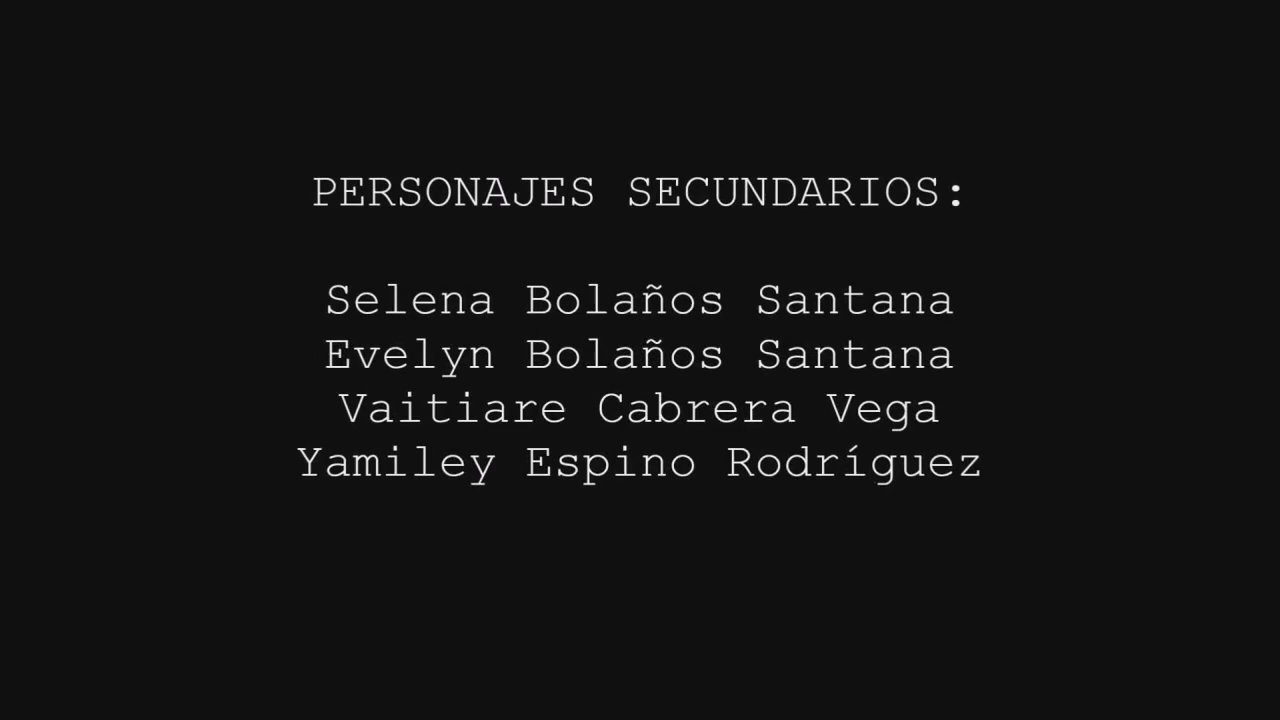 PERSONAJES SECUNDARIOS:
Selena Bolaños Santana
Evelyn Bolaños Santana
Vaitiare Cabrera Vega
Yamiley Espino Rodríguez